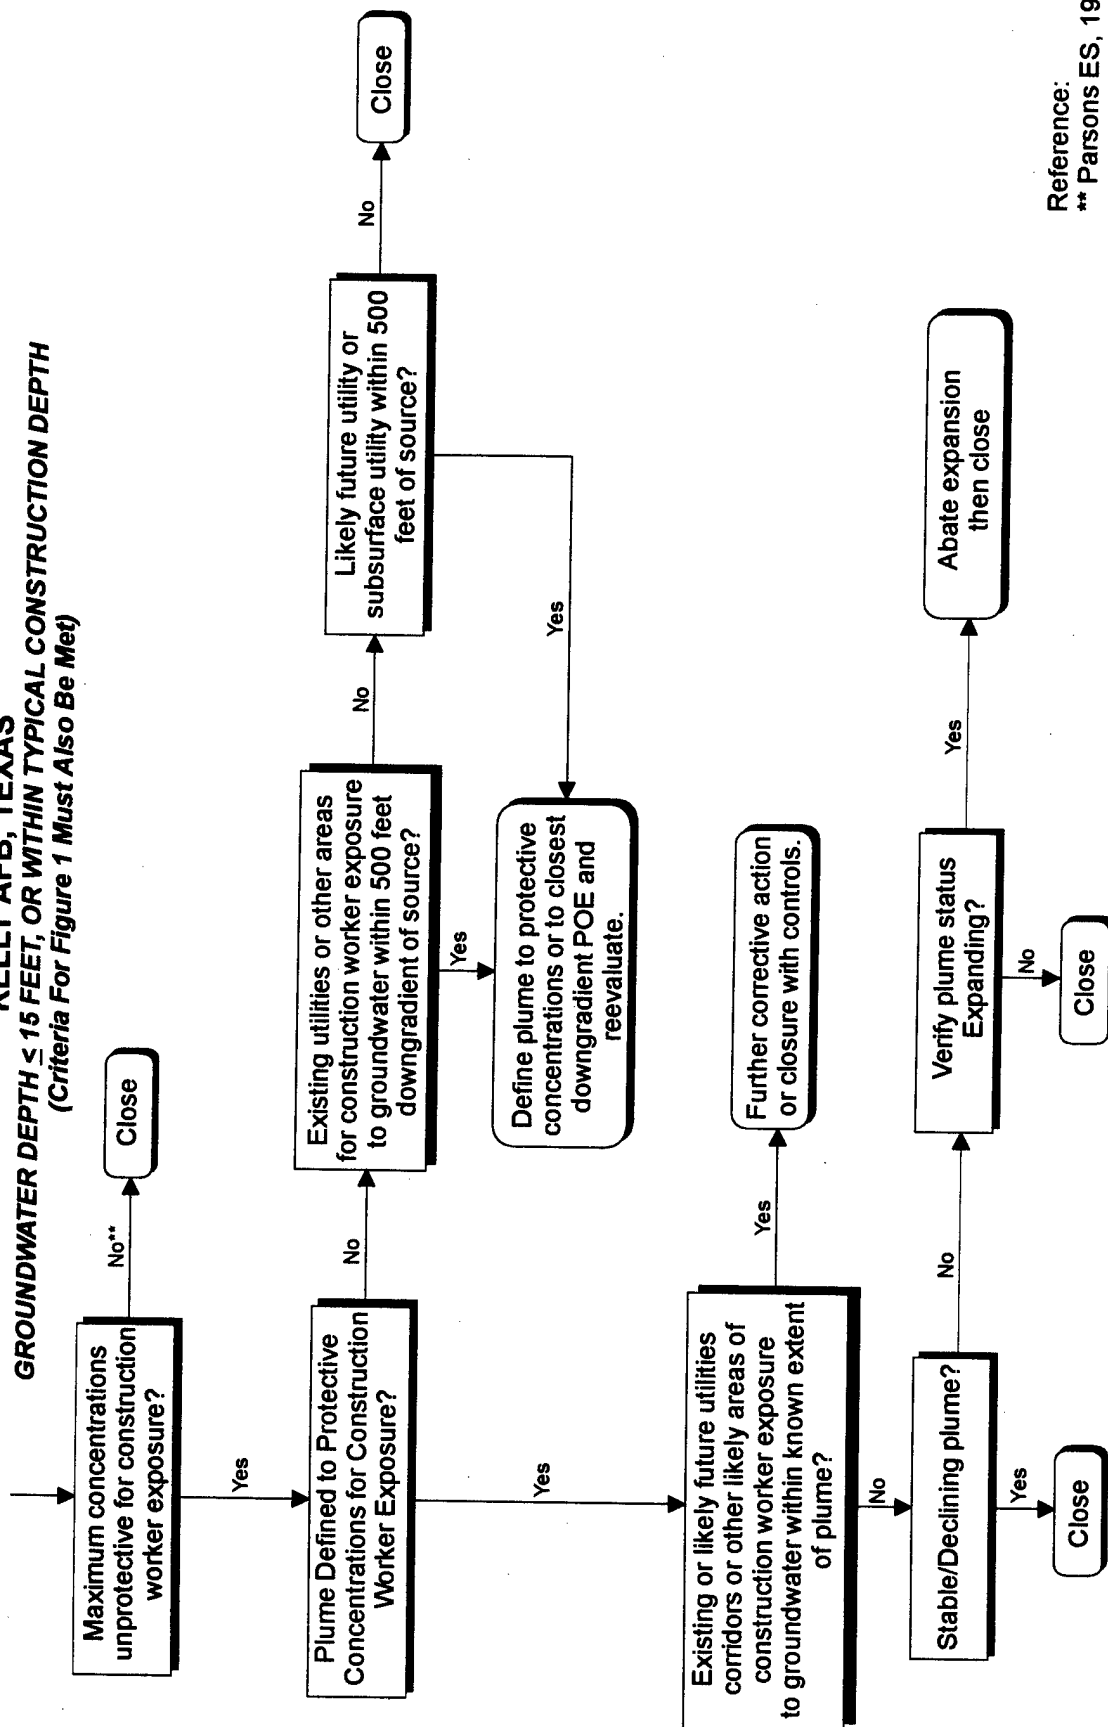 KELLY AFB, TEXAS
GROUNDWATER DEPTH ≤ 15 FEET, OR WITHIN TYPICAL CONSTRUCTION DEPTH
(Criteria For Figure 1 Must Also Be Met)
Maximum concentrations
unprotective for construction
worker exposure?
No**
Close
Yes
Plume Defined to Protective
Concentrations for Construction
Worker Exposure?
No
Existing utilities or other areas
for construction worker exposure
to groundwater within 500 feet
downgradient of source?
No
Likely future utility or
subsurface utility within 500
feet of source?
No
Close
Yes
Yes
Define plume to protective
concentrations or to closest
downgradient POE and
reevaluate.
Yes
Existing or likely future utilities
corridors or other likely areas of
construction worker exposure
to groundwater within known extent
of plume?
Yes
Further corrective action
or closure with controls.
No
Stable/Declining plume?
No
Verify plume status
Expanding?
Yes
Abate expansion
then close
Yes
Close
No
Close
Reference:
** Parsons ES, 19